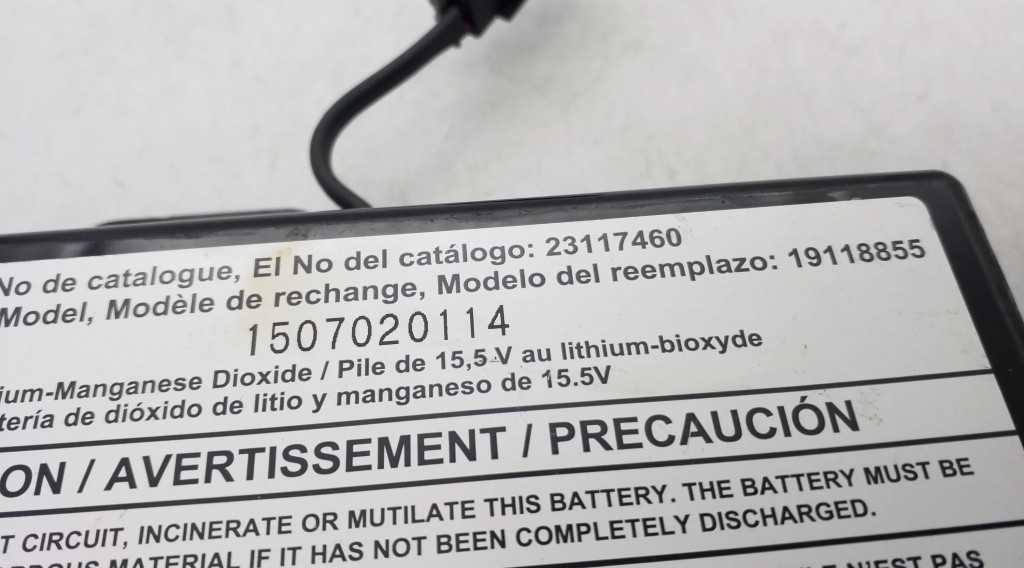 No de catalogue, El No del catálogo: 23117460
Model, Modèle de rechange, Modelo del reemplazo: 19118855
1507020114
ium-Manganese Dioxide / Pile de 15,5 V au lithium-bioxyde
tería de dióxido de litio y manganeso de 15.5V
ON / AVERTISSEMENT / PRECAUCIÓN
T CIRCUIT, INCINERATE OR MUTILATE THIS BATTERY. THE BATTERY MUST BE
MATERIAL IF IT HAS NOT BEEN COMPLETELY DISCHARGED.
N'EST PAS